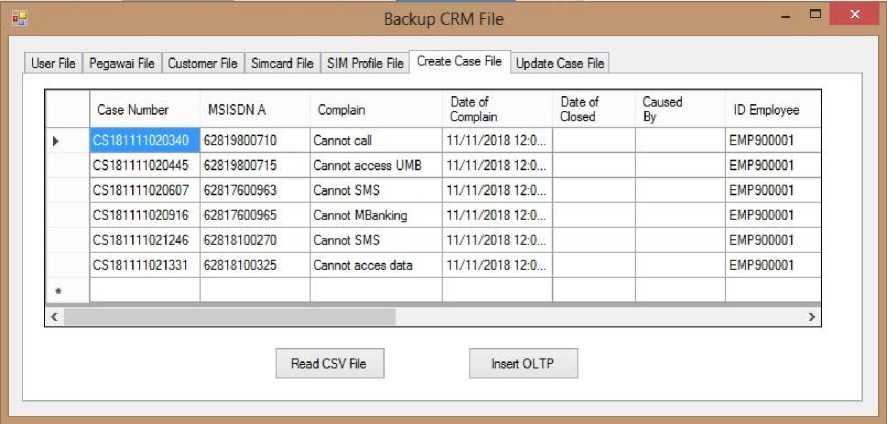 Backup CRM File
User File Pegawai File Customer File Simcard File SIM Profile File Create Case File Update Case File
Case Number MSISDN A Complain Date of Complain Date of Closed Caused By ID Employee
CS181111020340 62819800710 Cannot call 11/11/2018 12:0... EMP900001
CS181111020445 62819800715 Cannot access UMB 11/11/2018 12:0... EMP900001
CS181111020607 62817600963 Cannot SMS 11/11/2018 12:0... EMP900001
CS181111020916 62817600965 Cannot MBanking 11/11/2018 12:0... EMP900001
CS181111021246 62818100270 Cannot SMS 11/11/2018 12:0... EMP900001
CS181111021331 62818100325 Cannot acces data 11/11/2018 12:0... EMP900001
Read CSV File Insert OLTP